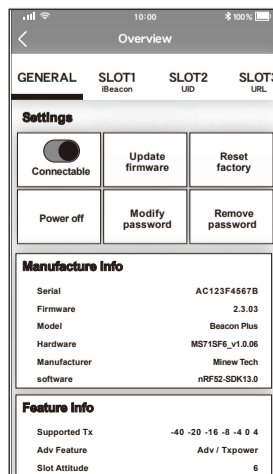 10:00 100%
Overview
GENERAL SLOT1 SLOT2 SLOT3
iBeacon UID URL
Settings
Connectable
Update firmware
Reset factory
Power off
Modify password
Remove password
Manufacture Info
Serial AC123F4567B
Firmware 2.3.03
Model Beacon Plus
Hardware MS71SF6_v1.0.06
Manufacturer Minew Tech
software nRF52-SDK13.0
Feature Info
Supported Tx -40 -20 -16 -8 -4 0 4
Adv Feature Adv / Txpower
Slot Attitude 6